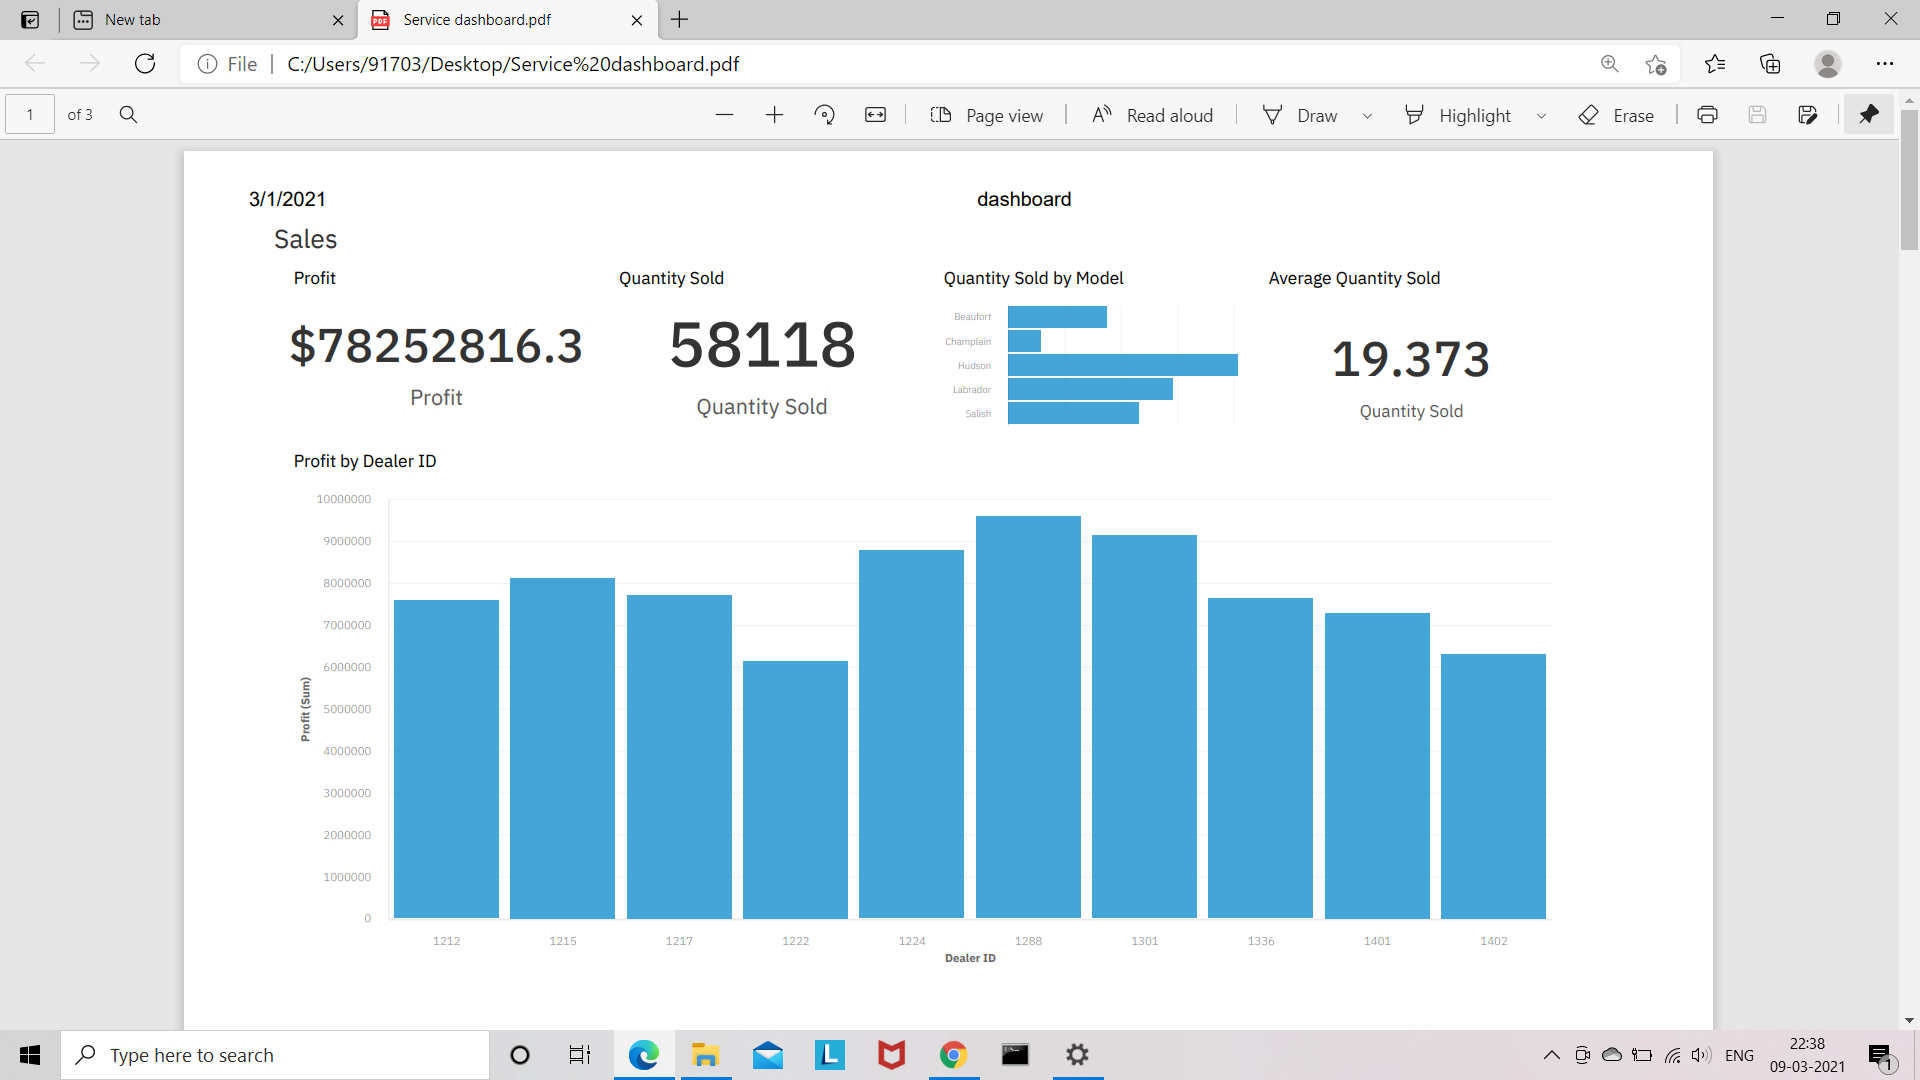 New tab
Service dashboard.pdf
File
C:/Users/91703/Desktop/Service%20dashboard.pdf
1 of 3
Page view
Read aloud
Draw
Highlight
Erase
3/1/2021
dashboard
Sales
Profit
Quantity Sold
Quantity Sold by Model
Average Quantity Sold
$78252816.3
Profit
58118
Quantity Sold
Beaufort
Champlain
Hudson
Labrador
Salish
19.373
Quantity Sold
Profit by Dealer ID
10000000
9000000
8000000
7000000
6000000
5000000
4000000
3000000
2000000
1000000
0
Profit (Sum)
1212 1215 1217 1222 1224 1288 1301 1336 1401 1402
Dealer ID
Type here to search
L
ENG
22:38
09-03-2021
1